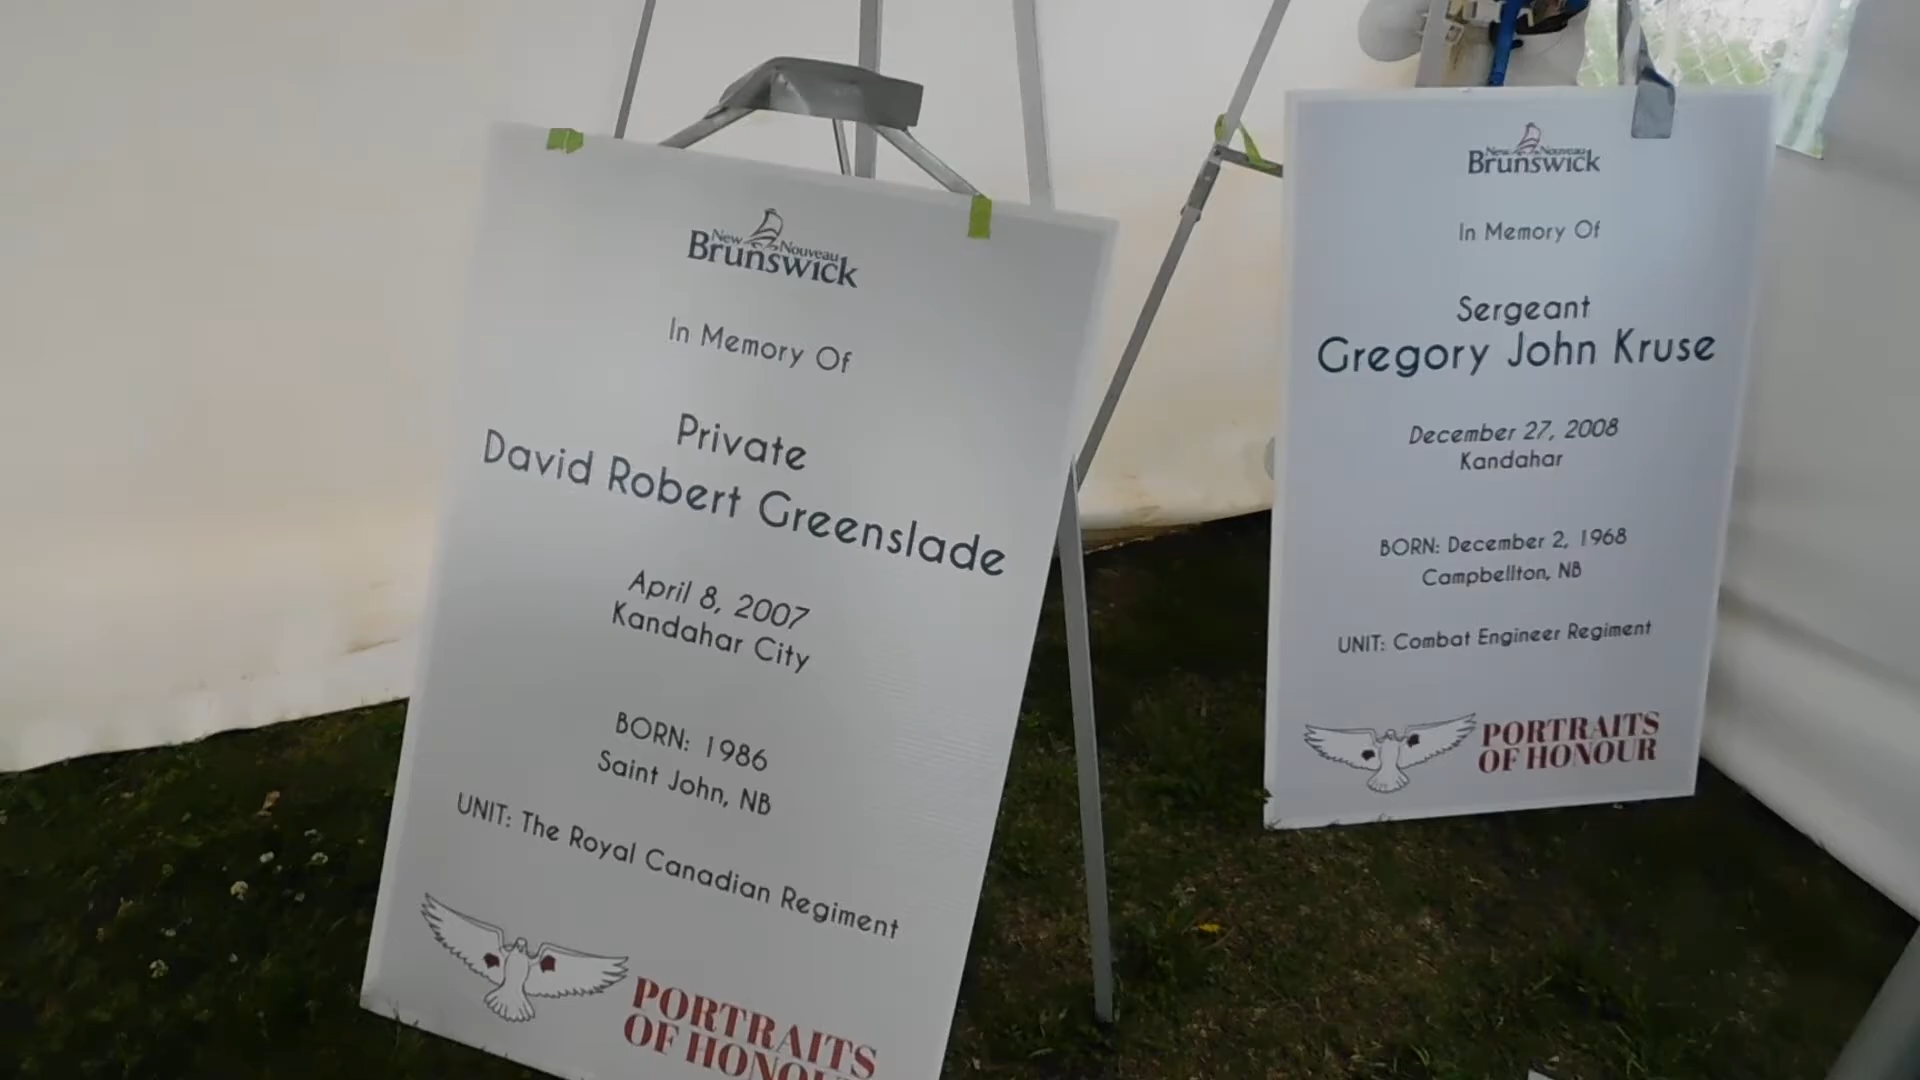 New Nouveau
Brunswick
In Memory Of
Private
David Robert Greenslade
April 8, 2007
Kandahar City
BORN: 1986
Saint John, NB
UNIT: The Royal Canadian Regiment
PORTRAITS
OF HONOU
New Nouveau
Brunswick
In Memory Of
Sergeant
Gregory John Kruse
December 27, 2008
Kandahar
BORN: December 2, 1968
Campbellton, NB
UNIT: Combat Engineer Regiment
PORTRAITS
OF HONOUR